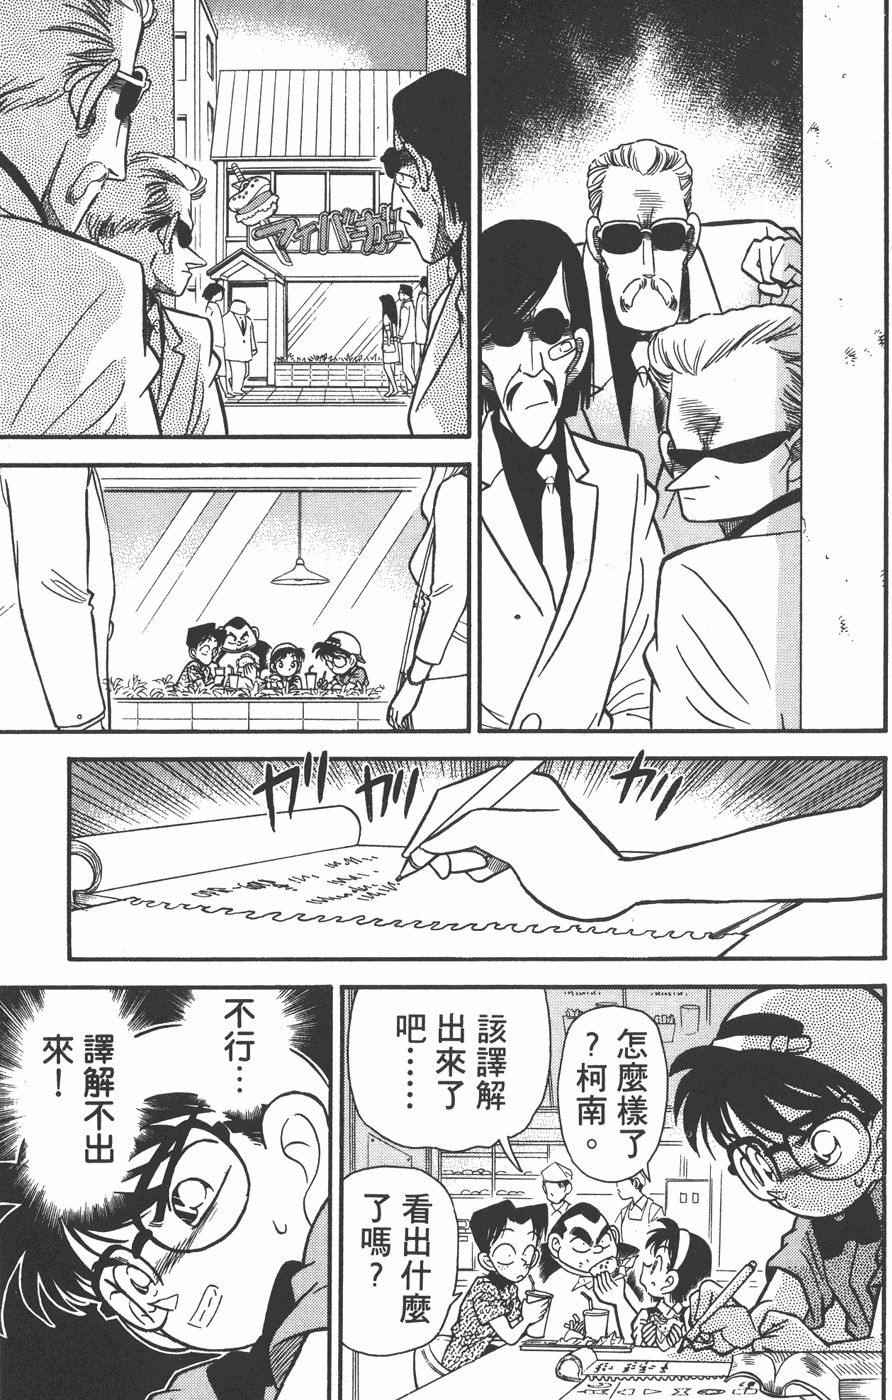 マイバーガー
ガ
ガリ
ガリ
怎麼樣了
？柯南。
該譯解
出來了
吧……
看出什麼
了嗎？
不行…
譯解不出
來！